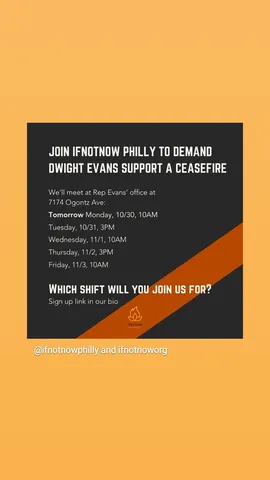 JOIN IFNOTNOW PHILLY TO DEMAND
DWIGHT EVANS SUPPORT A CEASEFIRE
We'll meet at Rep Evans' office at
7174 Ogontz Ave:
Tomorrow Monday, 10/30, 10AM
Tuesday, 10/31, 3PM
Wednesday, 11/1, 10AM
Thursday, 11/2, 3PM
Friday, 11/3, 10AM
WHICH SHIFT WILL YOU JOIN US FOR?
Sign up link in our bio
@ifnotnowphilly and ifnotnoworg